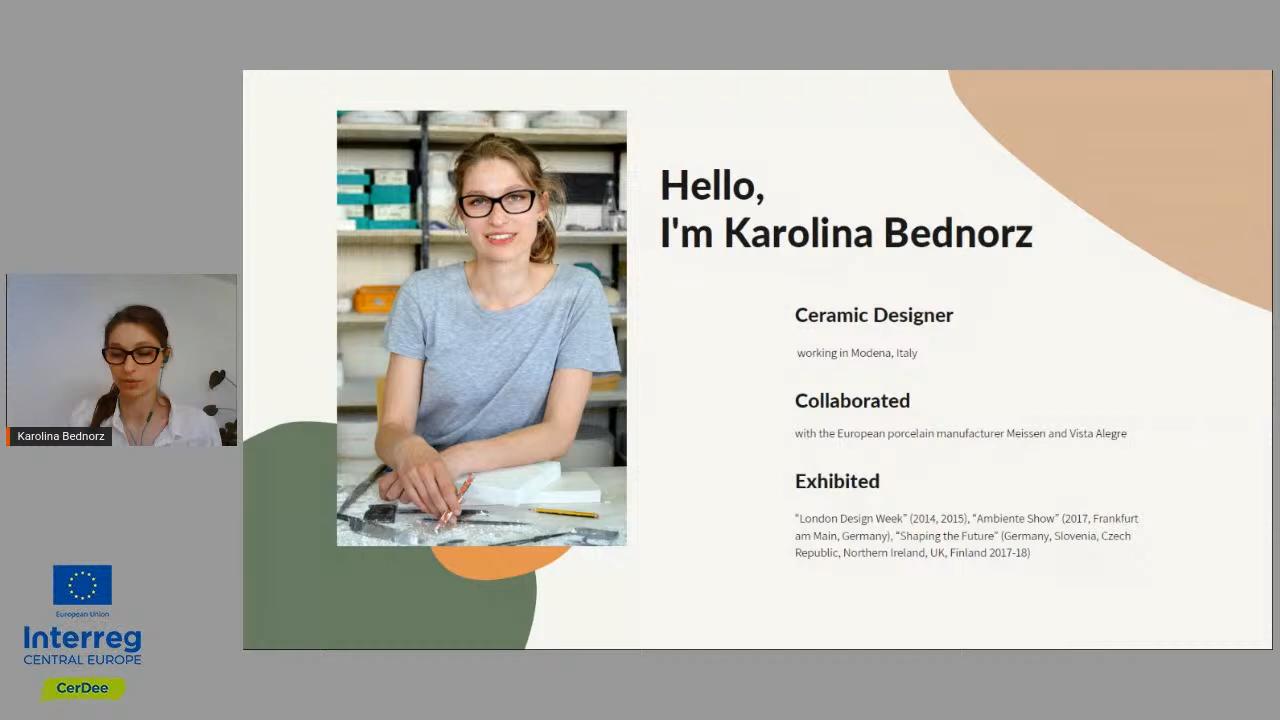 Hello,
I'm Karolina Bednorz
Ceramic Designer
working in Modena, Italy
Collaborated
with the European porcelain manufacturer Meissen and Vista Alegre
Exhibited
“London Design Week” (2014, 2015), “Ambiente Show” (2017, Frankfurt
am Main, Germany), “Shaping the Future” (Germany, Slovenia, Czech
Republic, Northern Ireland, UK, Finland 2017-18)
Karolina Bednorz
European Union
Interreg
CENTRAL EUROPE
CerDee